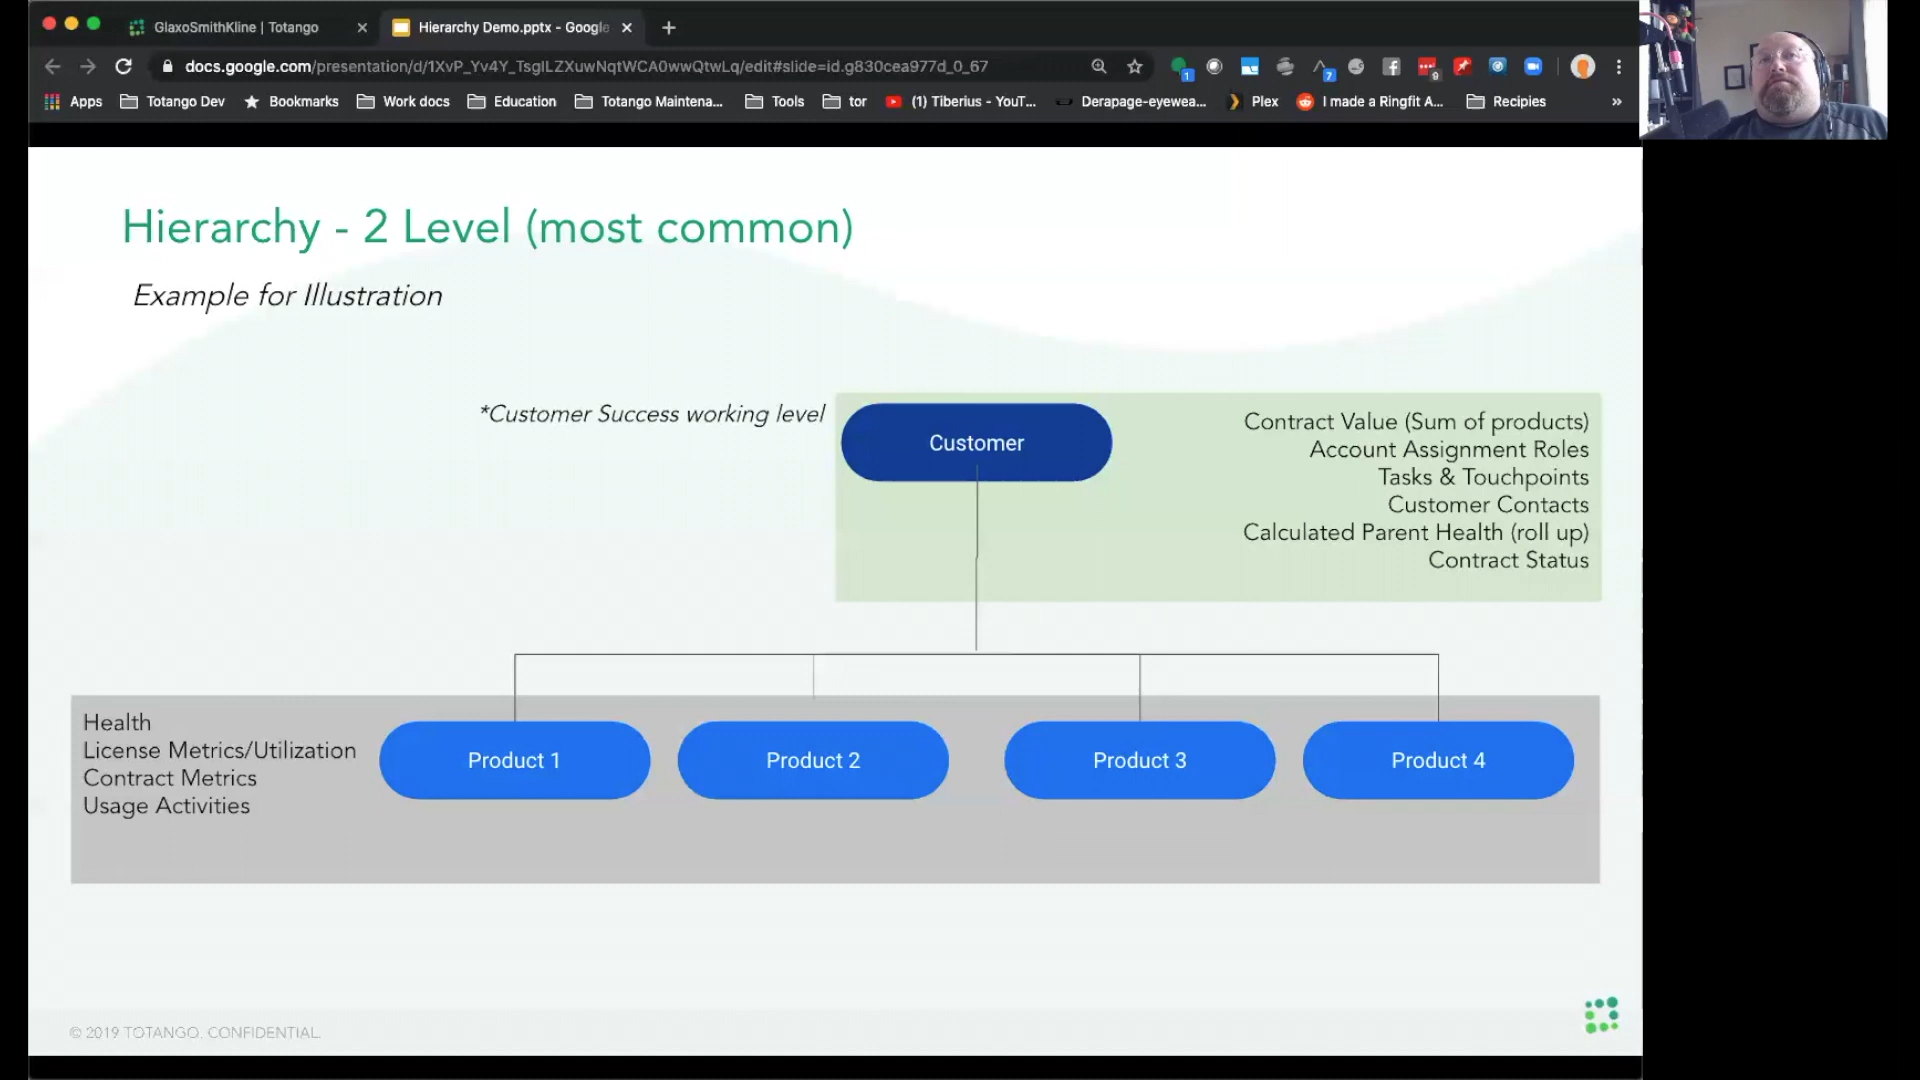 GlaxoSmithKline | Totango
Hierarchy Demo.pptx - Google
docs.google.com/presentation/d/1XvP_Yv4Y_TsgILZXuwNqtWCA0wwQtwLq/edit#slide=id.g830cea977d_0_67
1
7
9
Apps
Totango Dev
Bookmarks
Work docs
Education
Totango Maintena...
Tools
tor
(1) Tiberius - YouT...
Derapage-eyewea...
Plex
I made a Ringfit A...
Recipies
»
Hierarchy - 2 Level (most common)
Example for Illustration
*Customer Success working level
Customer
Contract Value (Sum of products)
Account Assignment Roles
Tasks & Touchpoints
Customer Contacts
Calculated Parent Health (roll up)
Contract Status
Health
License Metrics/Utilization
Contract Metrics
Usage Activities
Product 1
Product 2
Product 3
Product 4
© 2019 TOTANGO. CONFIDENTIAL.